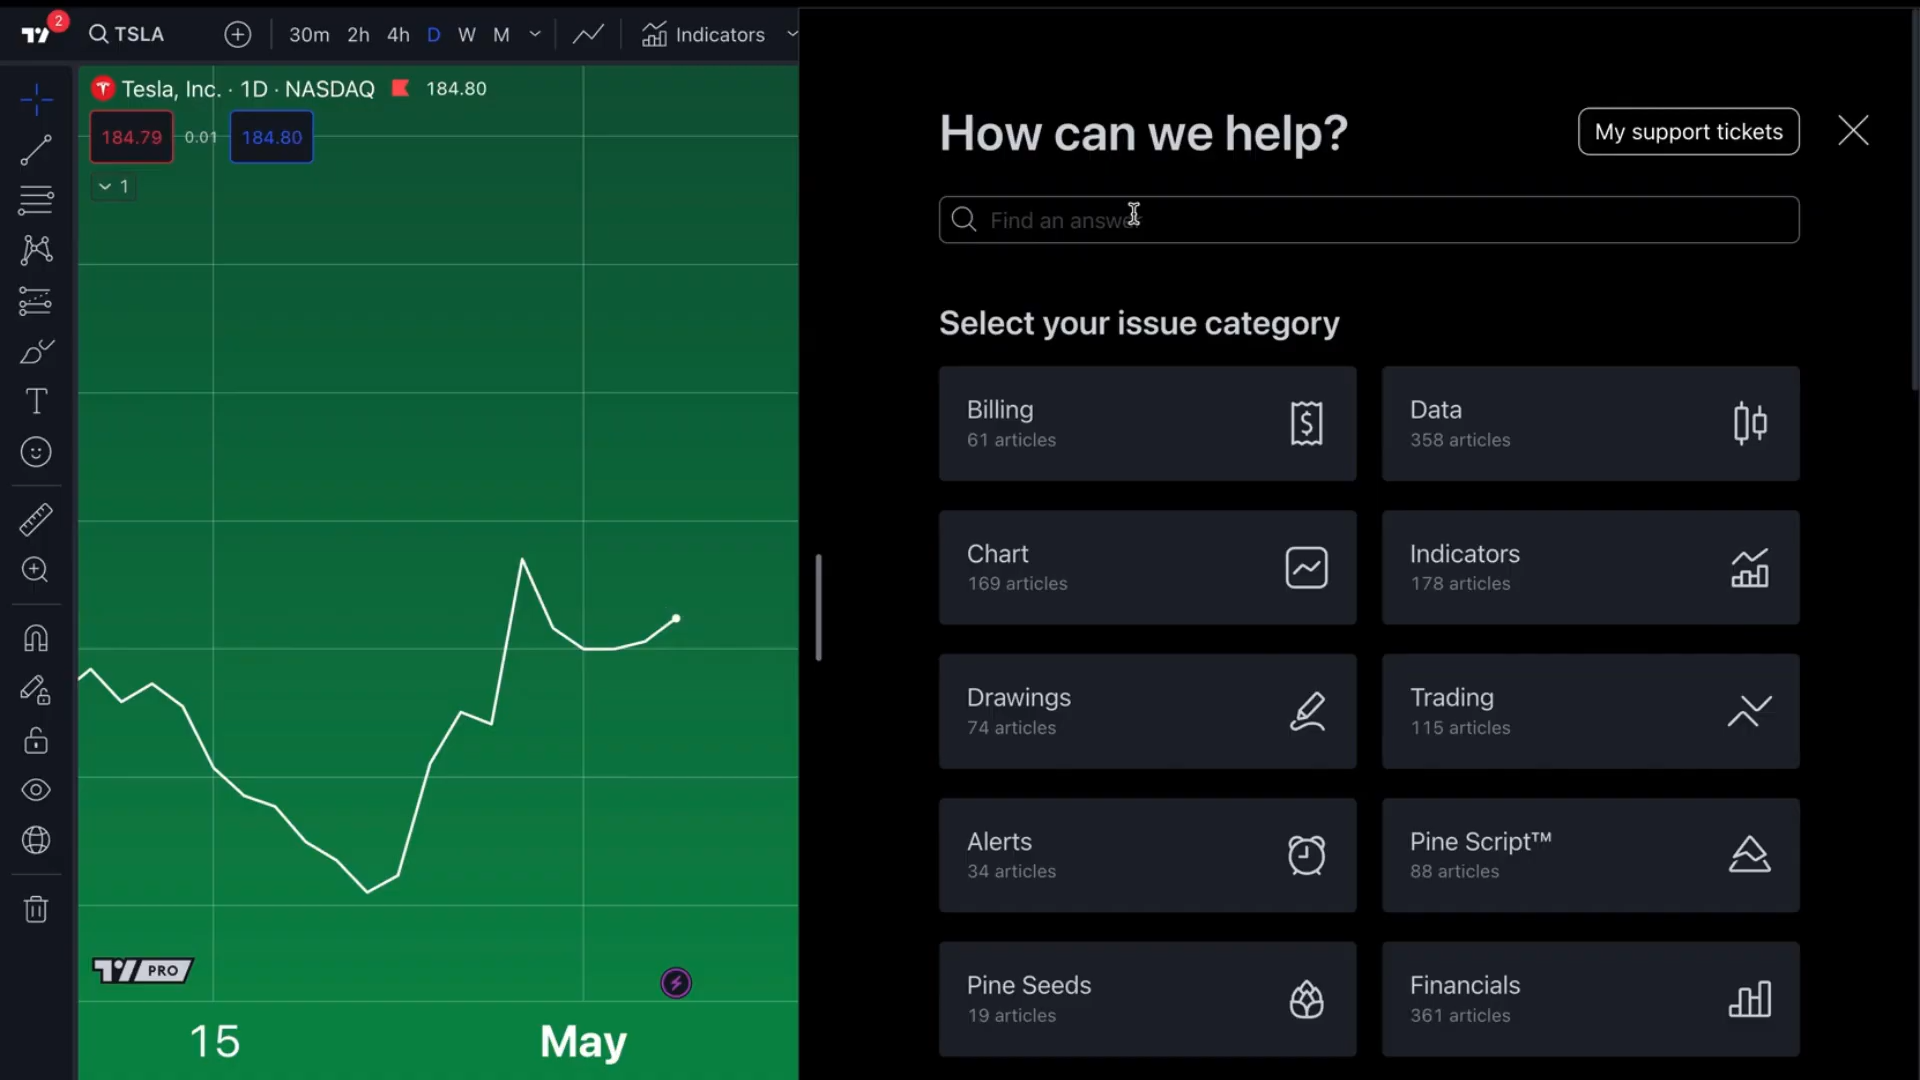 2
TSLA
30m 2h 4h D W M
Indicators
Tesla, Inc. · 1D · NASDAQ 184.80
184.79 0.01 184.80
1
PRO
15 May
How can we help?
My support tickets
Find an answer
Select your issue category
Billing
61 articles
Data
358 articles
Chart
169 articles
Indicators
178 articles
Drawings
74 articles
Trading
115 articles
Alerts
34 articles
Pine Script™
88 articles
Pine Seeds
19 articles
Financials
361 articles